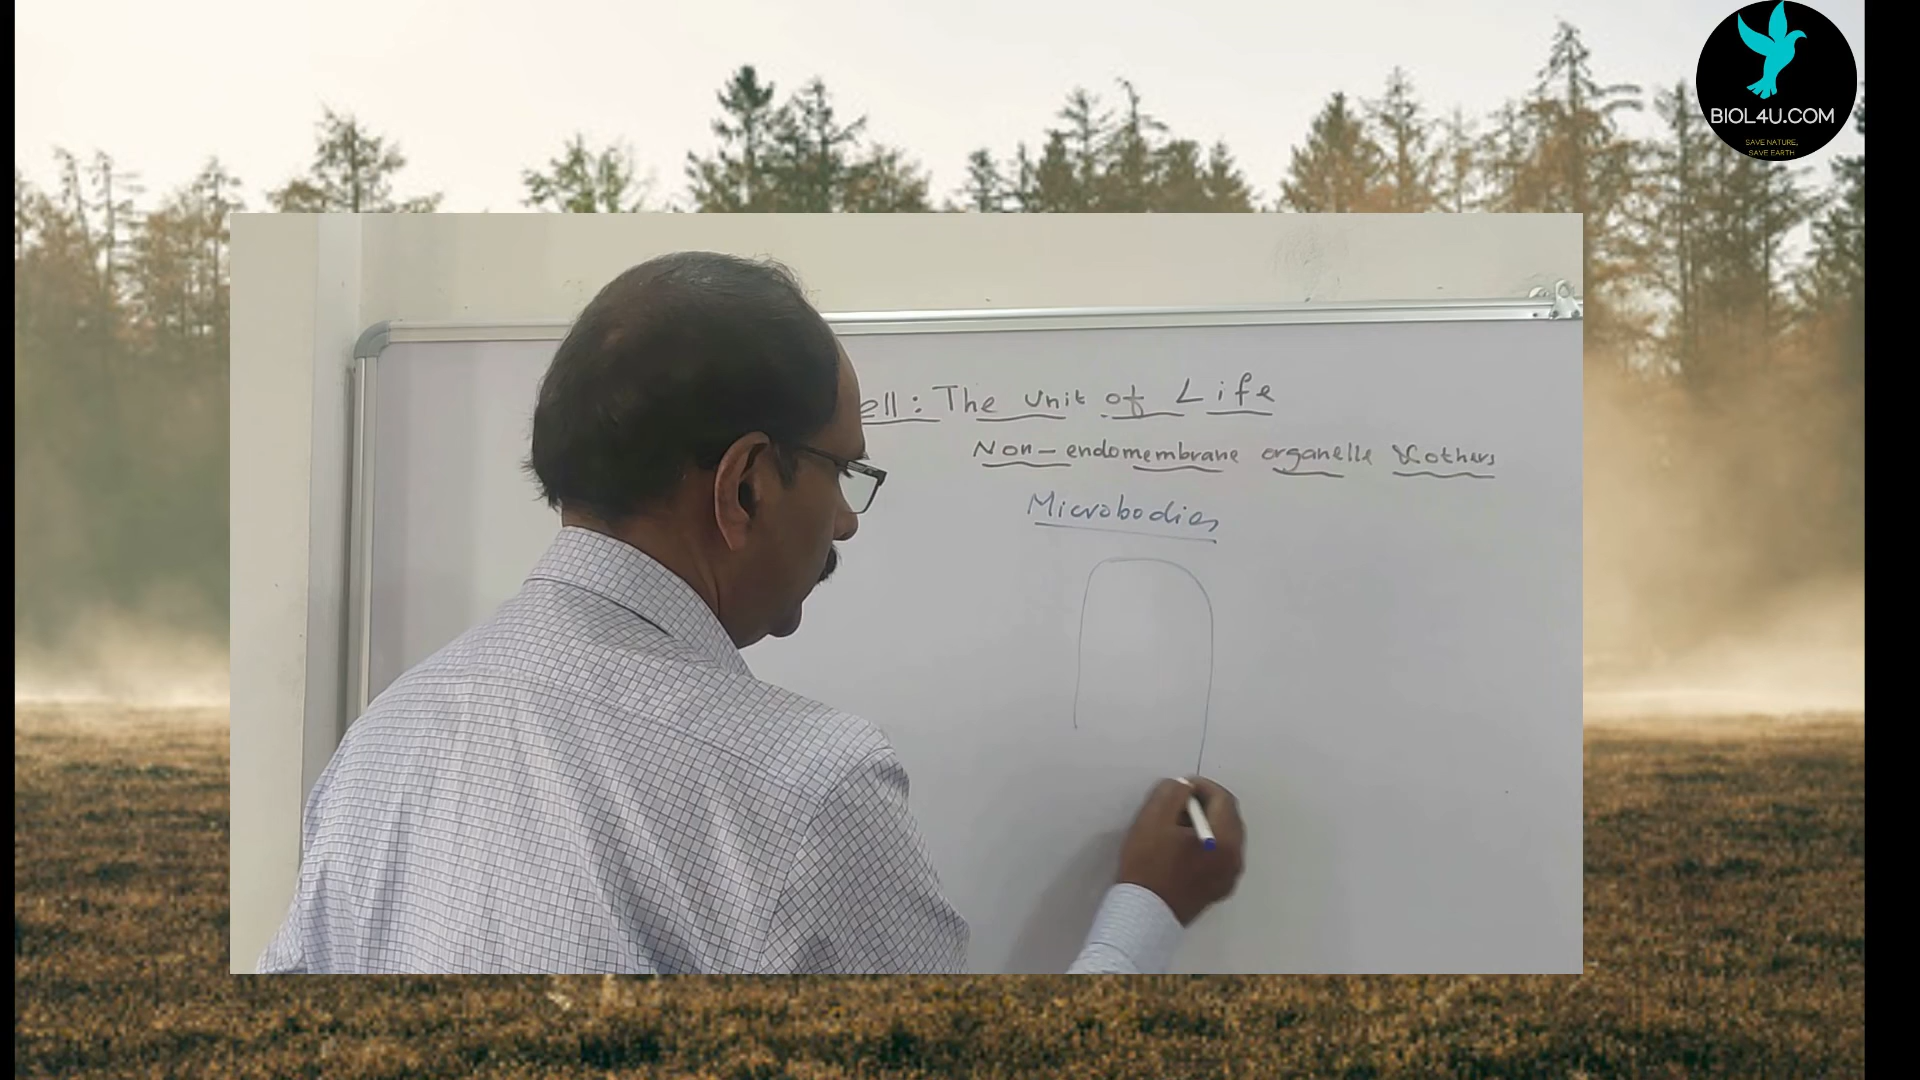 BIOL4U.COM
SAVE NATURE,
SAVE EARTH
ell: The Unit of Life
Non-endomembrane organelle & others
Microbodies